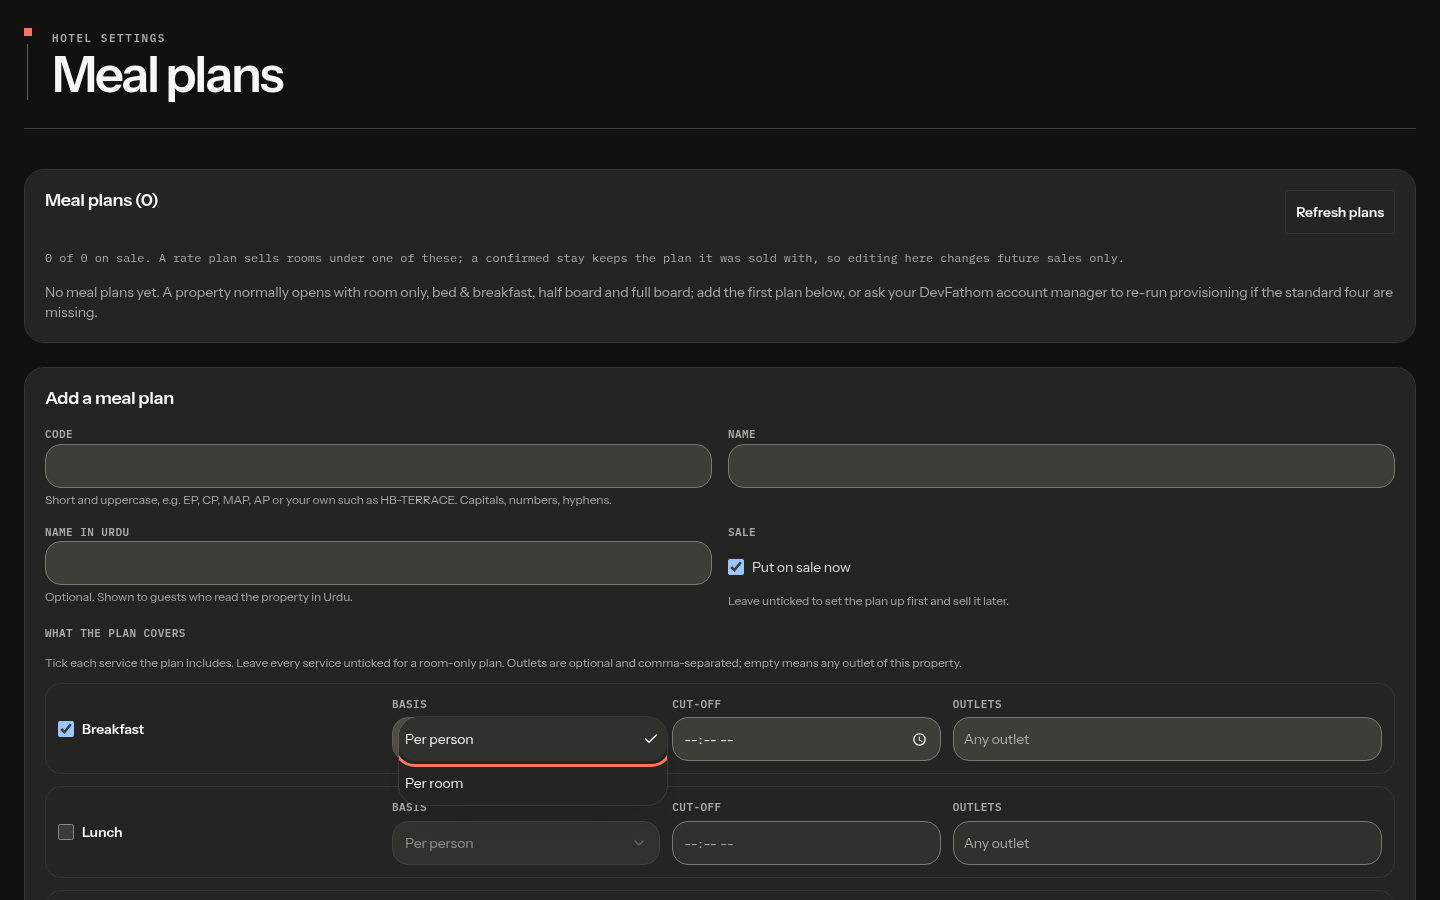 HOTEL SETTINGS
Meal plans
Meal plans (0)
Refresh plans
0 of 0 on sale. A rate plan sells rooms under one of these; a confirmed stay keeps the plan it was sold with, so editing here changes future sales only.
No meal plans yet. A property normally opens with room only, bed & breakfast, half board and full board; add the first plan below, or ask your DevFathom account manager to re-run provisioning if the standard four are
missing.
Add a meal plan
CODE
NAME
Short and uppercase, e.g. EP, CP, MAP, AP or your own such as HB-TERRACE. Capitals, numbers, hyphens.
NAME IN URDU
SALE
Put on sale now
Optional. Shown to guests who read the property in Urdu.
Leave unticked to set the plan up first and sell it later.
WHAT THE PLAN COVERS
Tick each service the plan includes. Leave every service unticked for a room-only plan. Outlets are optional and comma-separated; empty means any outlet of this property.
BASIS
CUT-OFF
OUTLETS
Breakfast
Per person
--:-- --
Any outlet
Per room
BASIS
CUT-OFF
OUTLETS
Lunch
Per person
--:-- --
Any outlet